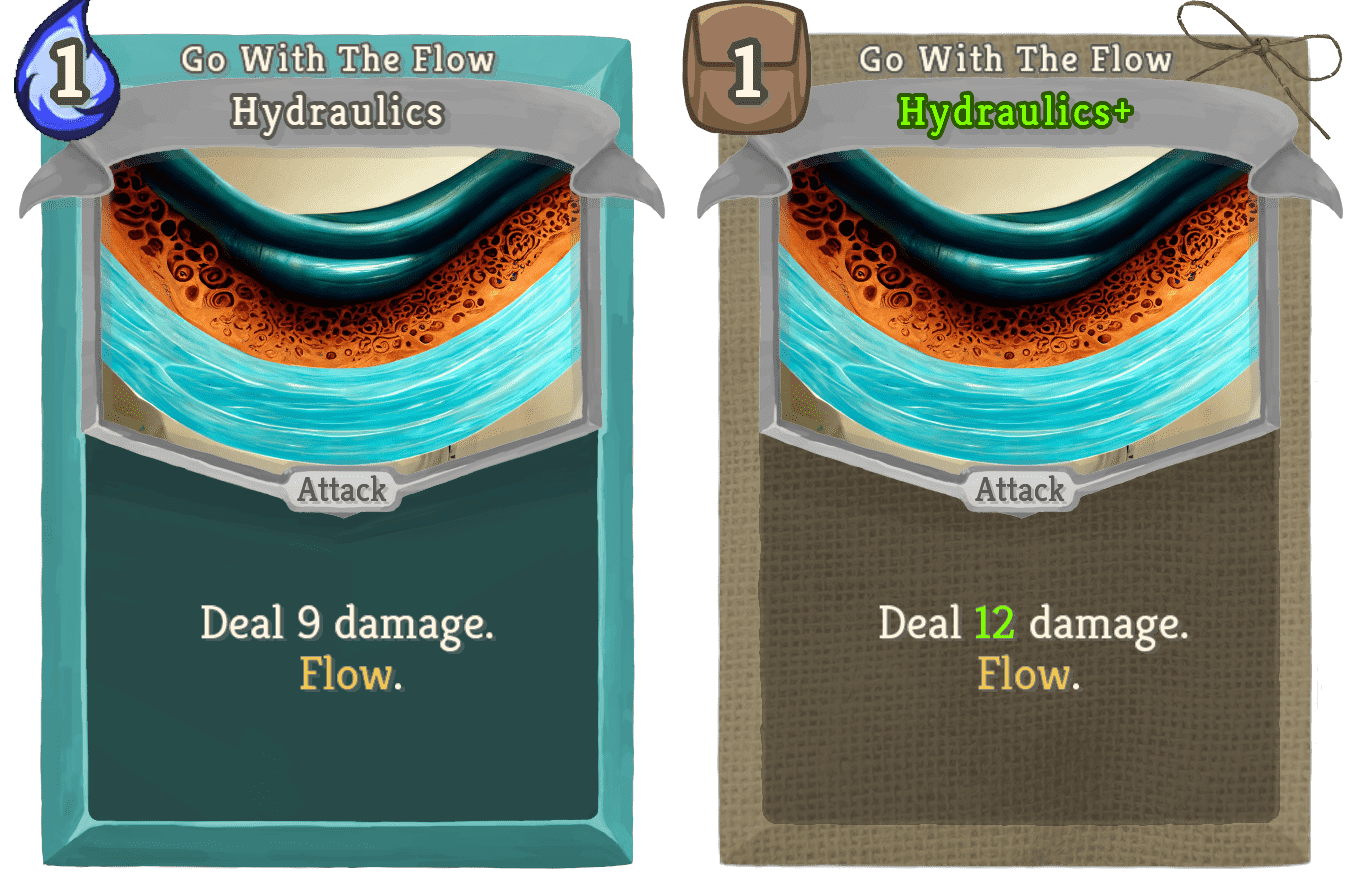 1
Go With The Flow
Hydraulics
Attack
Deal 9 damage.
Flow.
1
Go With The Flow
Hydraulics+
Attack
Deal 12 damage.
Flow.